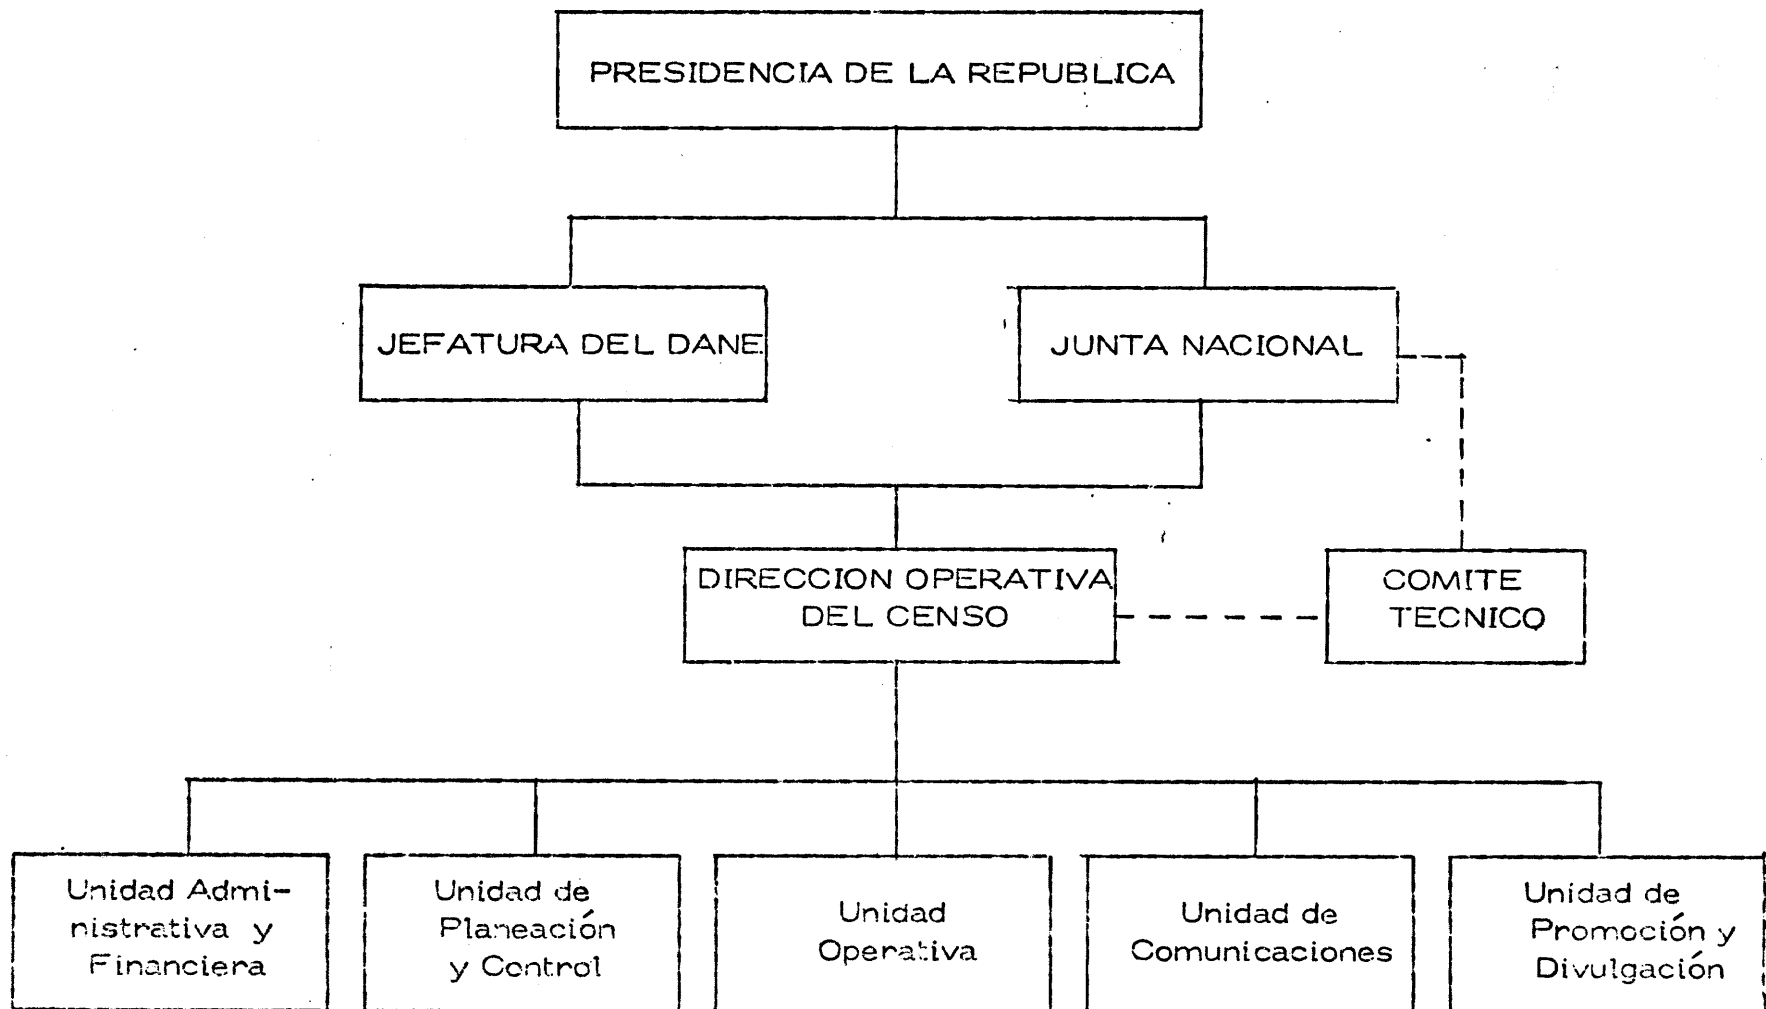 PRESIDENCIA DE LA REPUBLICA
JEFATURA DEL DANE
JUNTA NACIONAL
DIRECCION OPERATIVA
DEL CENSO
COMITE
TECNICO
Unidad Admi-
nistrativa y
Financiera
Unidad de
Planeación
y Control
Unidad
Operativa
Unidad de
Comunicaciones
Unidad de
Promoción y
Divulgación